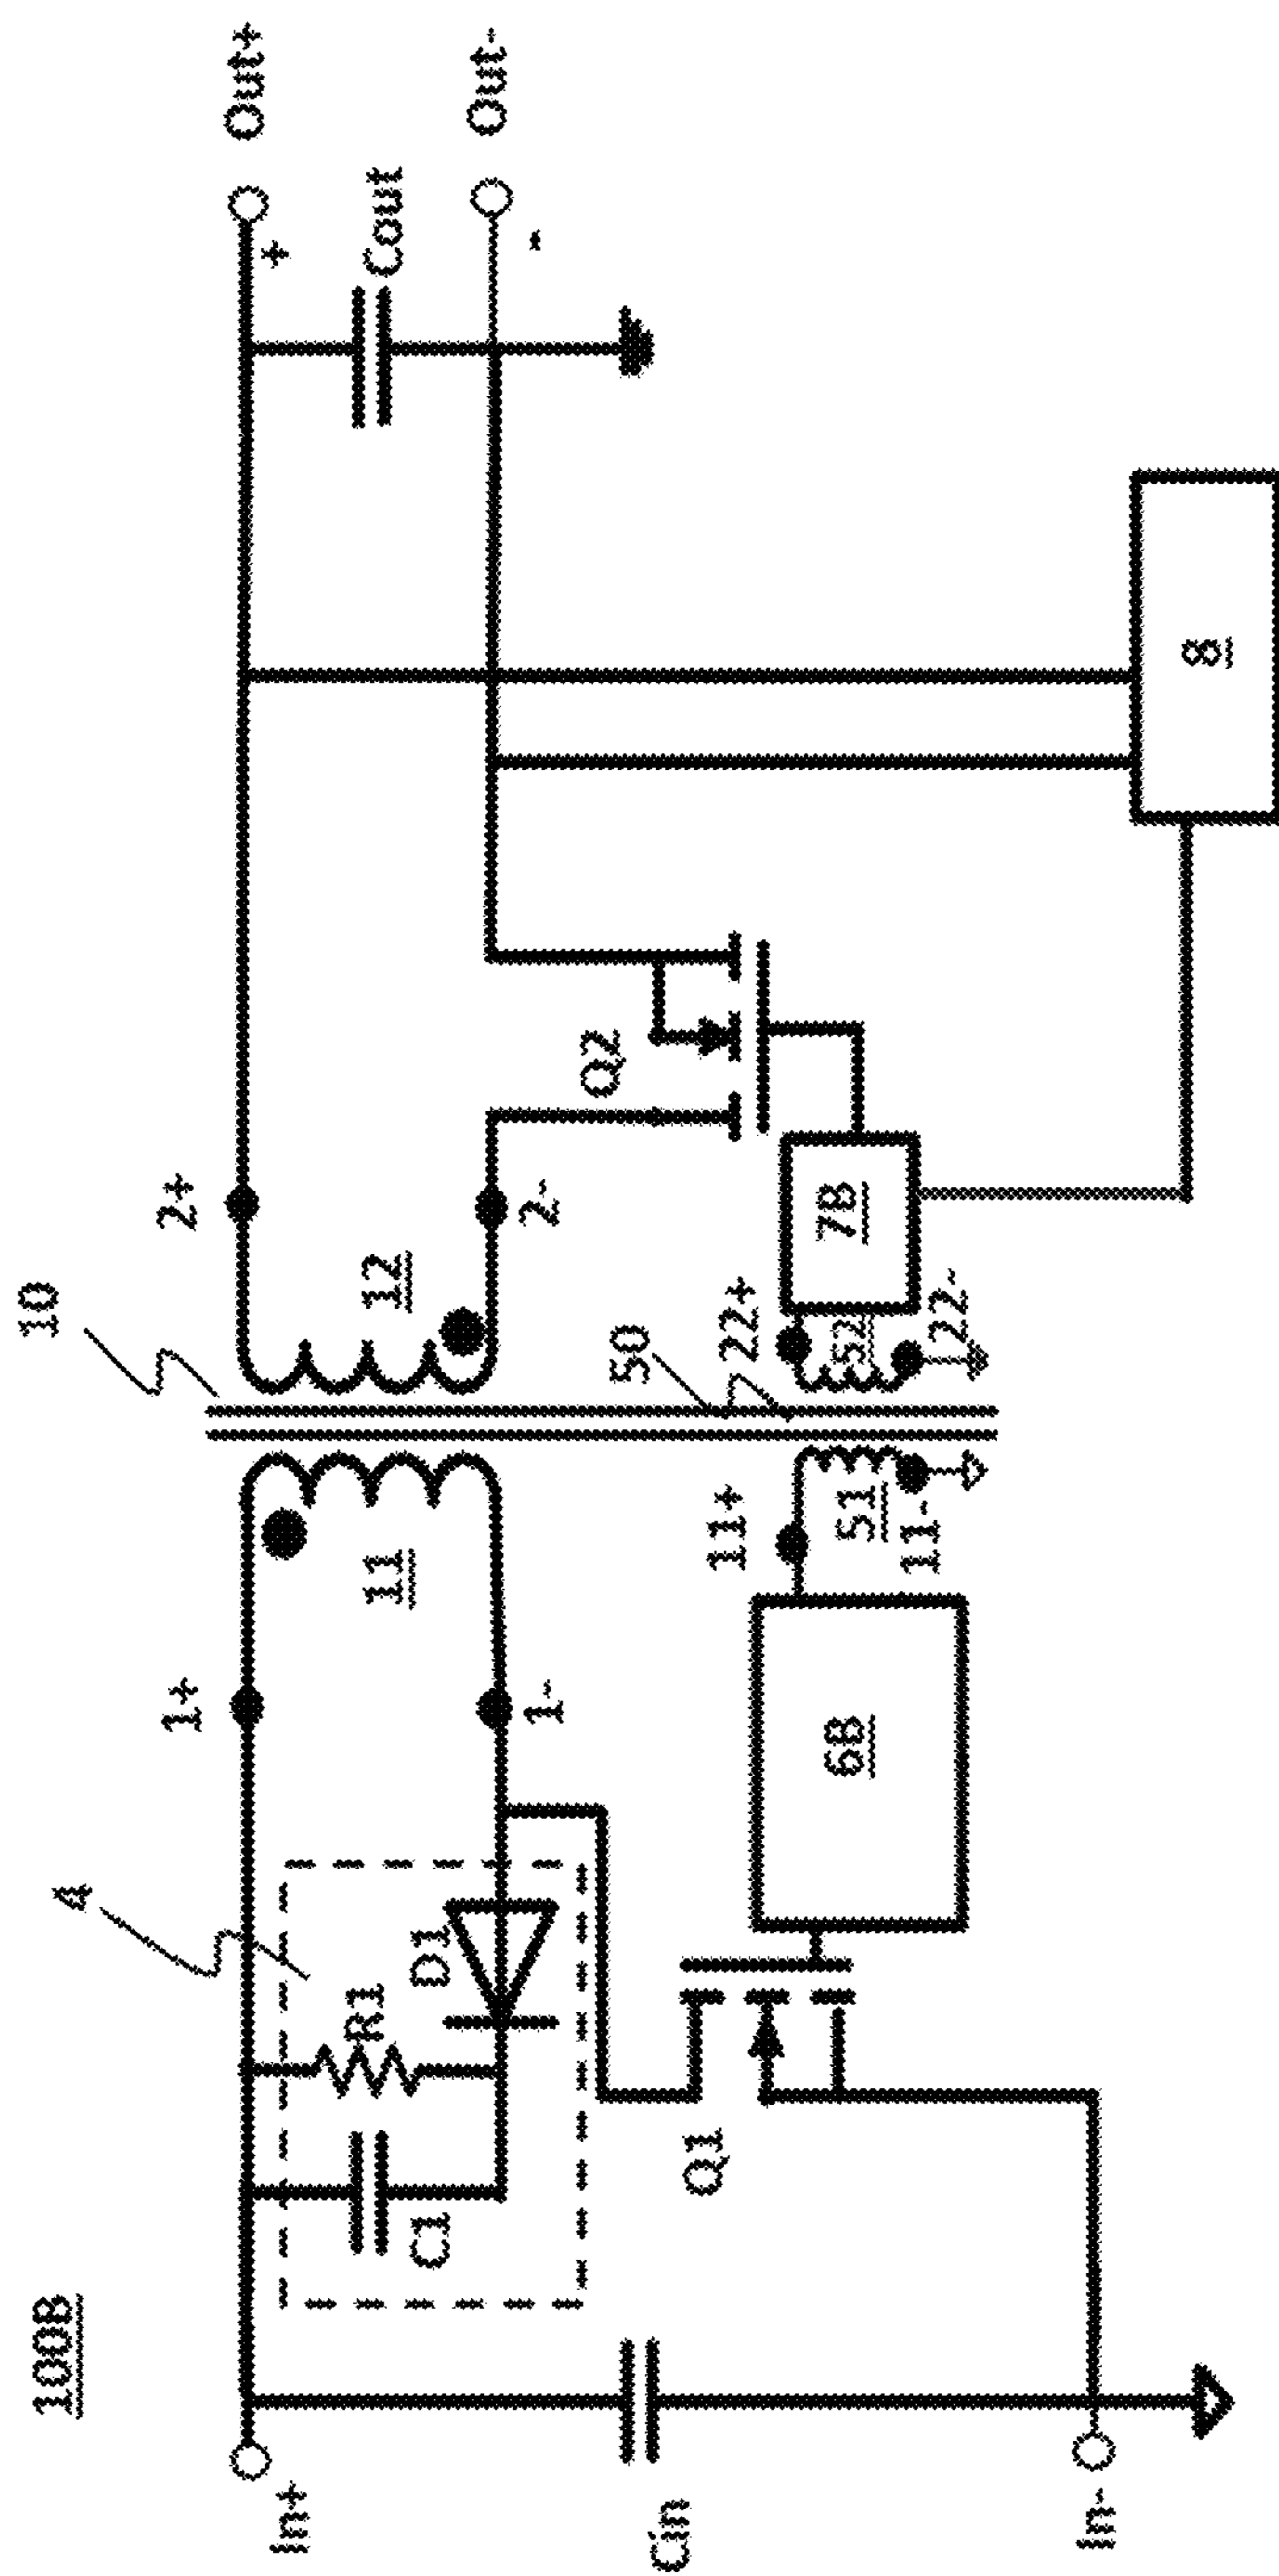 100B
4
10
1+
2+
In+
Out+
+
C1
R1
D1
11
12
Cout
1-
2-
Out-
-
Q1
Q2
Cin
50
11+
22+
6B
51
52
7B
11-
22-
In-
8